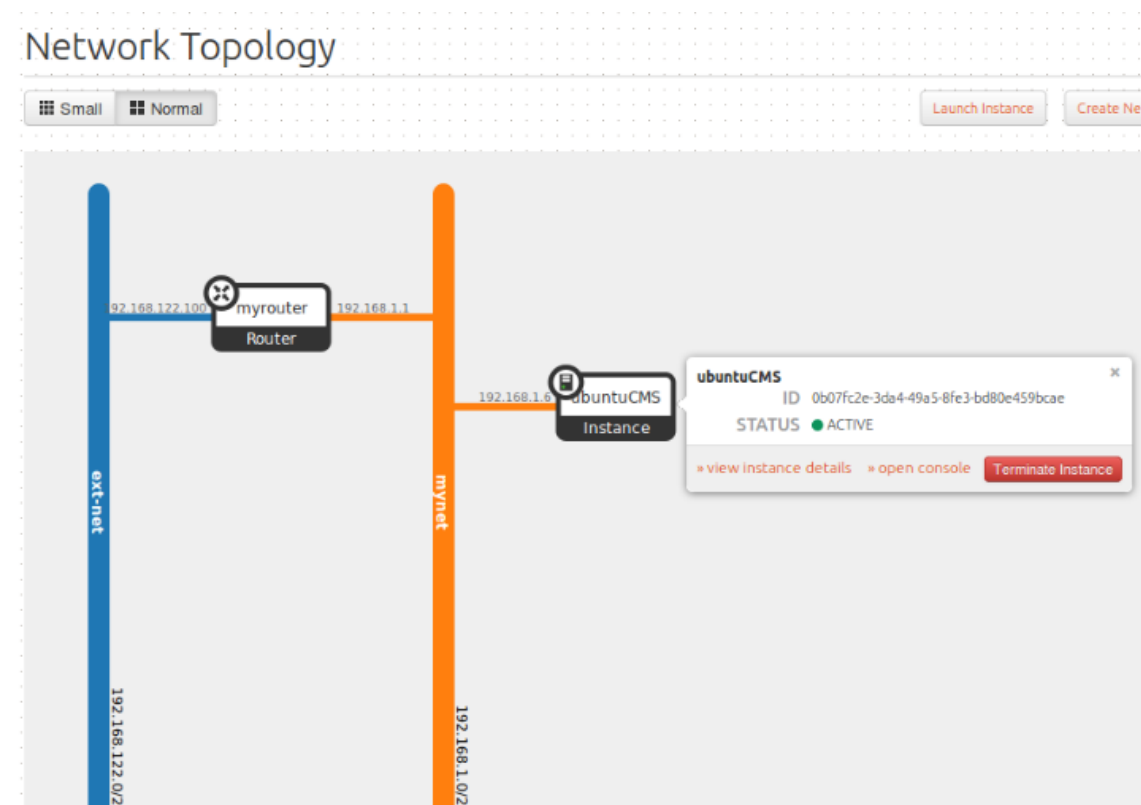 Network Topology
Small Normal
Launch Instance Create Ne
92.168.122.100 myrouter 192.168.1.1
Router
ubuntuCMS
ID 0b07fc2e-3da4-49a5-8fe3-bd80e459bcae
192.168.1.6 ubuntuCMS
STATUS ACTIVE
Instance
» view instance details » open console Terminate Instance
ext-net
mynet
192.168.122.0/2
192.168.1.0/2